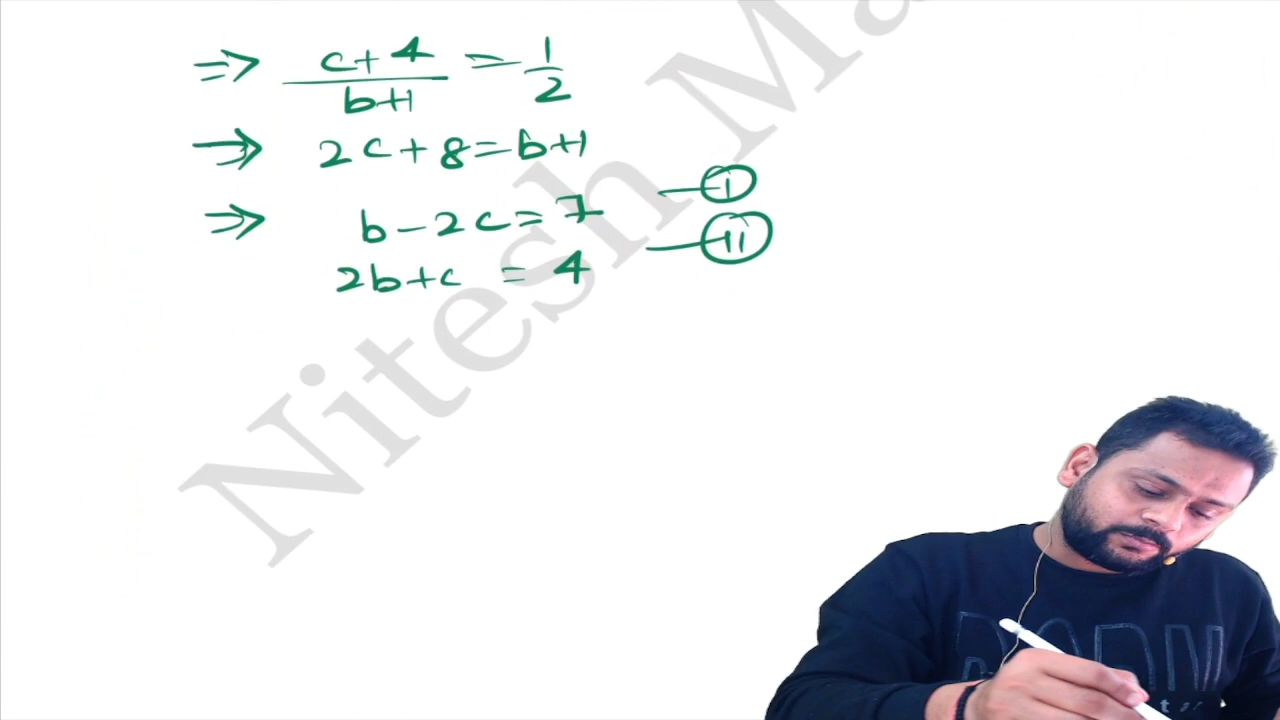 ⇒ c+4/b+1 = 1/2
⇒ 2c+8=b+1
⇒ b-2c=7 —(I)
2b+c = 4 —(II)
Nitesh Ma